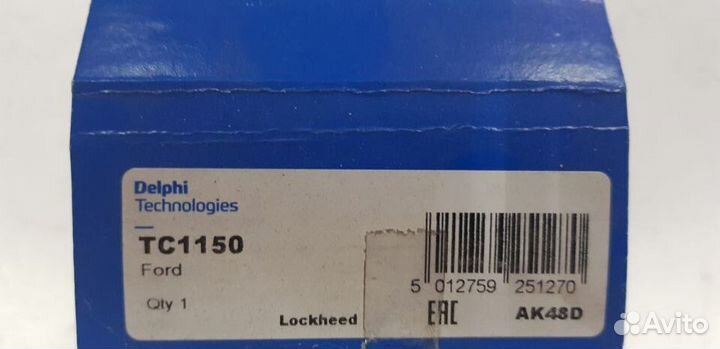 Delphi
Technologies
TC1150
Ford
Qty 1
Lockheed
5 012759 251270
EAC
AK48D
Avito